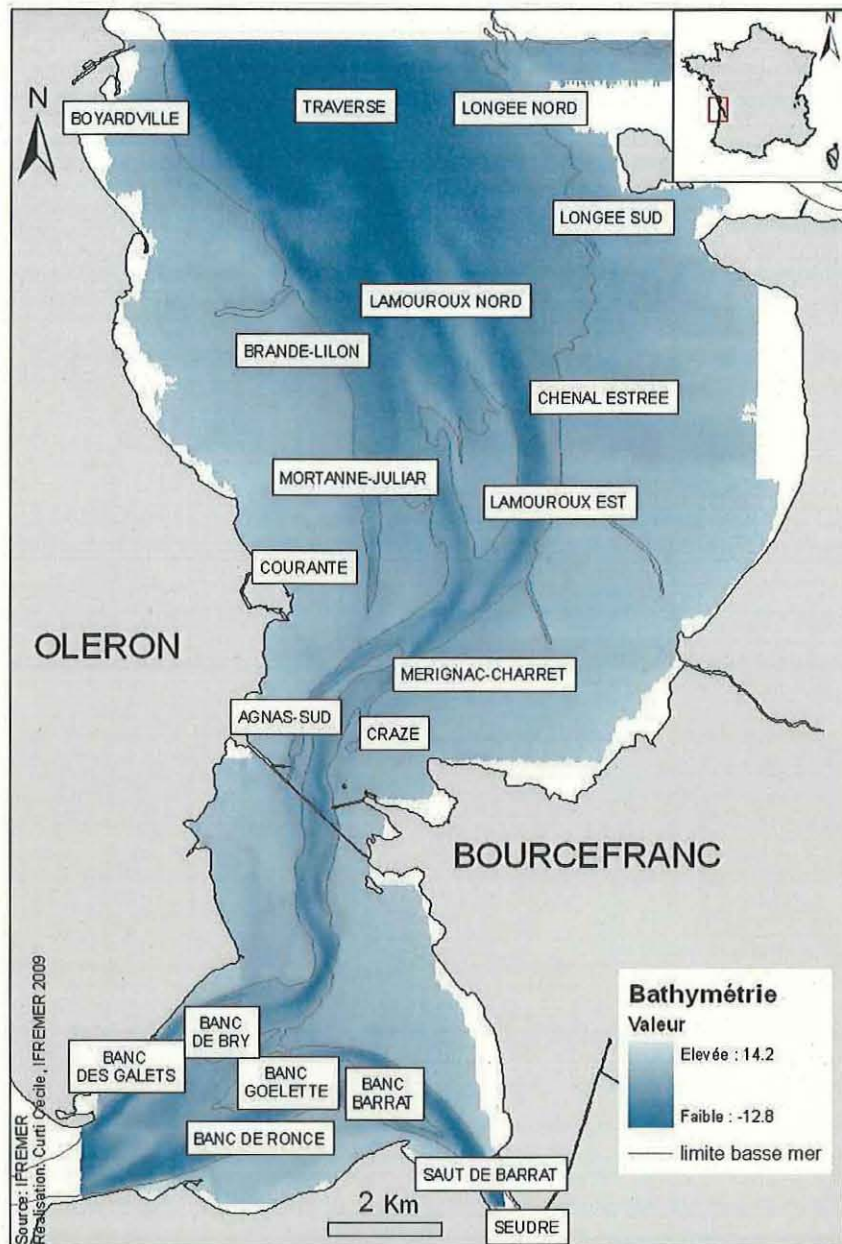 N
N
BOYARDVILLE
TRAVERSE
LONGEE NORD
LONGEE SUD
LAMOUROUX NORD
BRANDE-LILON
CHENAL ESTREE
MORTANNE-JULIAR
LAMOUROUX EST
COURANTE
OLERON
MERIGNAC-CHARRET
AGNAS-SUD
CRAZE
BOURCEFRANC
BANC
DE BRY
BANC
DES GALETS
BANC
GOELETTE
BANC
BARRAT
BANC DE RONCE
SAUT DE BARRAT
SEUDRE
2 Km
Bathymétrie
Valeur
Elevée : 14.2
Faible : -12.8
limite basse mer
Source: IFREMER
Réalisation: Curti Cécile, IFREMER 2009